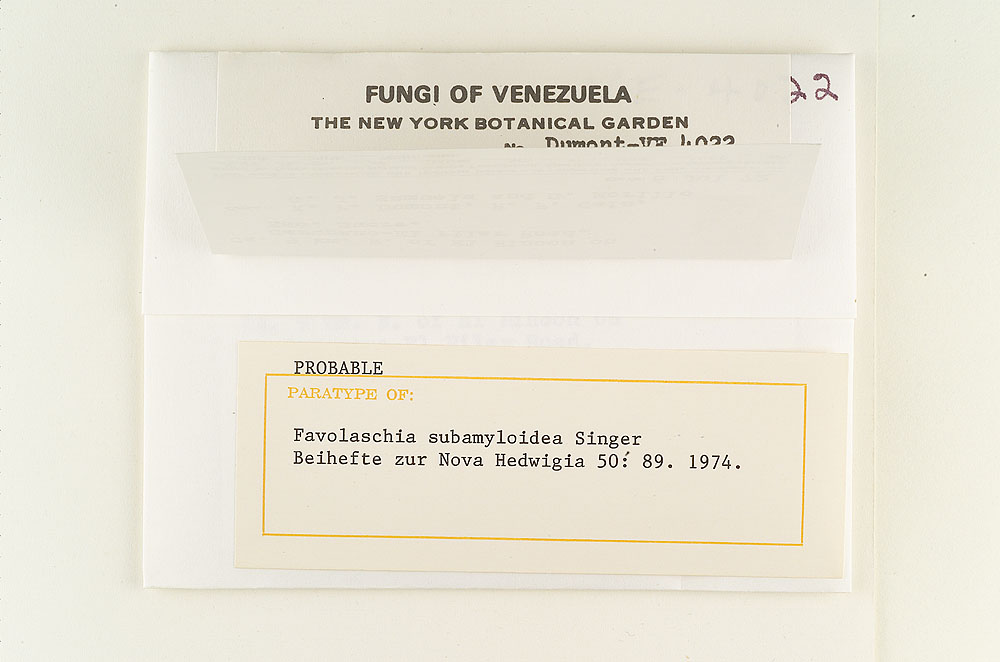 FUNGI OF VENEZUELA
22
THE NEW YORK BOTANICAL GARDEN
No. Dumont-VE 4022
PROBABLE
PARATYPE OF:
Favolaschia subamyloidea Singer
Beihefte zur Nova Hedwigia 50: 89. 1974.